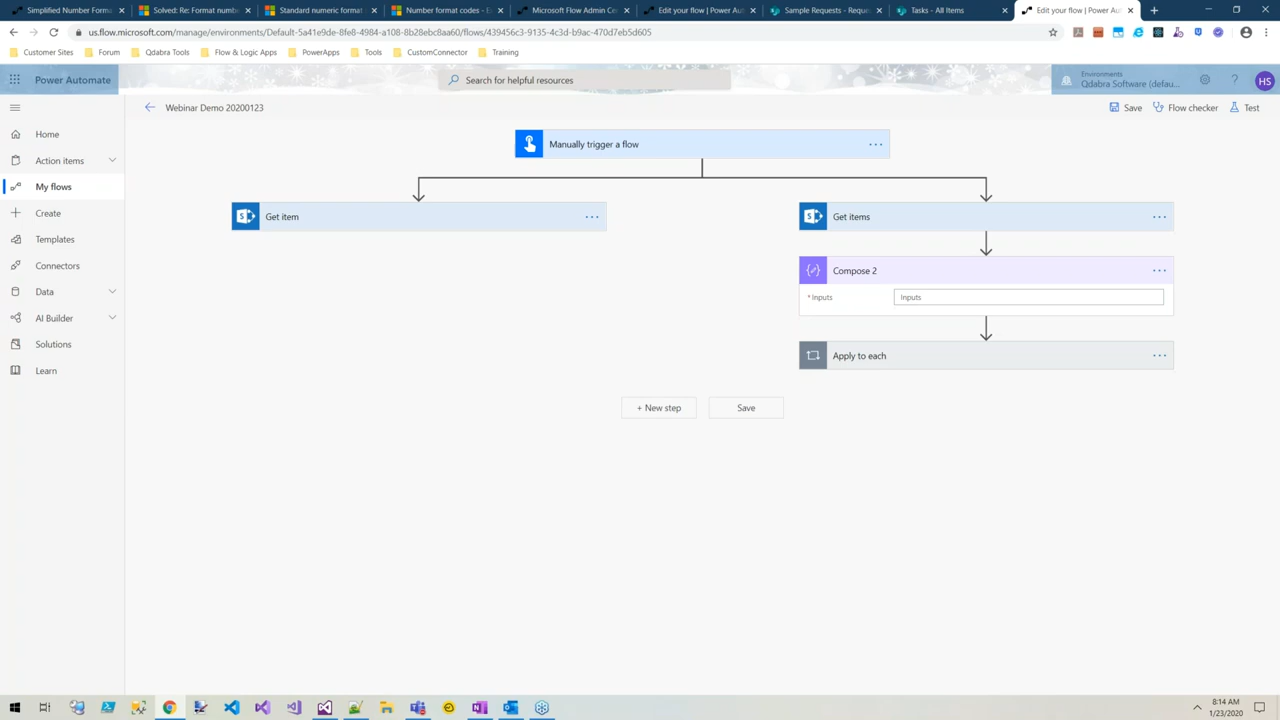 Simplified Number Forma
Solved: Re: Format numb
Standard numeric format
Number format codes - E
Microsoft Flow Admin Ce
Edit your flow | Power Au
Sample Requests - Reque
Tasks - All Items
Edit your flow | Power Au
us.flow.microsoft.com/manage/environments/Default-5a41e9de-8fe8-4984-a108-8b28ebc8aa60/flows/439456c3-9135-4c3d-b9ac-470d7eb5d605
Customer Sites
Forum
Qdabra Tools
Flow & Logic Apps
PowerApps
Tools
CustomConnector
Training
Power Automate
Search for helpful resources
Environments
Qdabra Software (defau...
?
HS
Webinar Demo 20200123
Save
Flow checker
Test
Home
Action items
My flows
Create
Templates
Connectors
Data
AI Builder
Solutions
Learn
Manually trigger a flow
Get item
Get items
Compose 2
* Inputs
Inputs
Apply to each
+ New step
Save
8:14 AM
1/23/2020